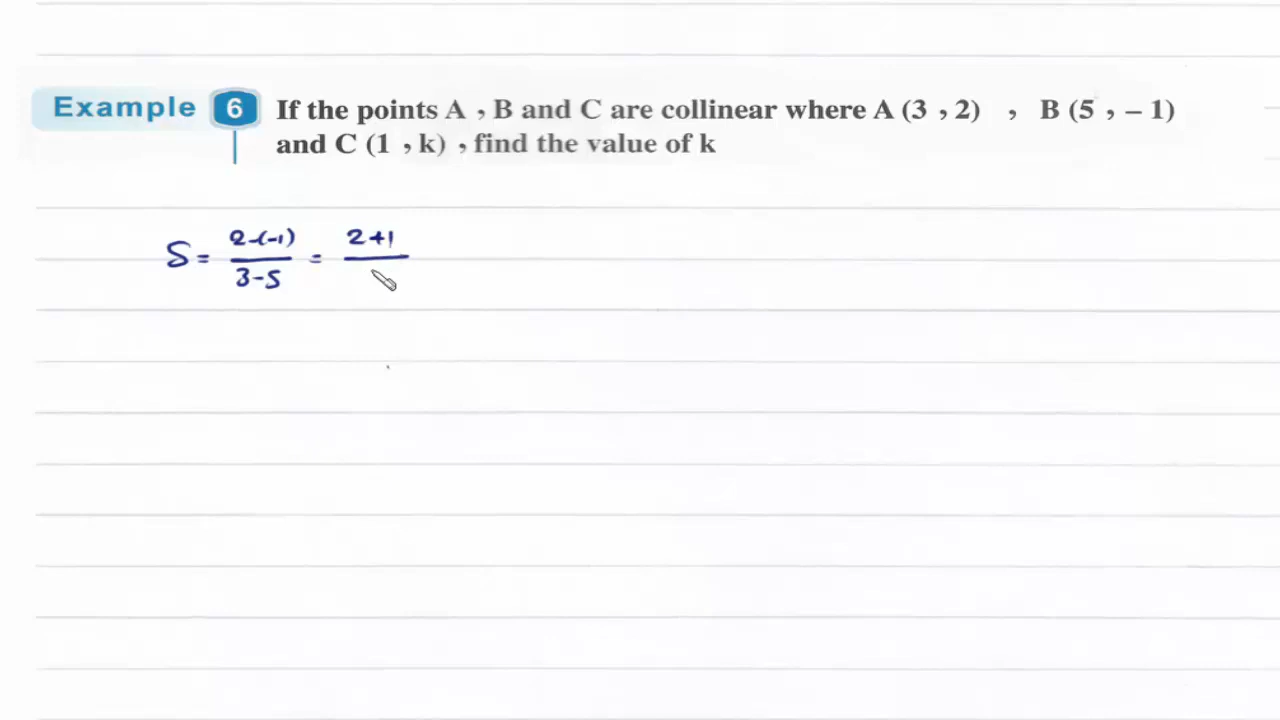 Example 6 If the points A , B and C are collinear where A (3 , 2) , B (5 , – 1)
and C (1 , k) , find the value of k
S = 2-(-1) / 3-5 = 2+1 /